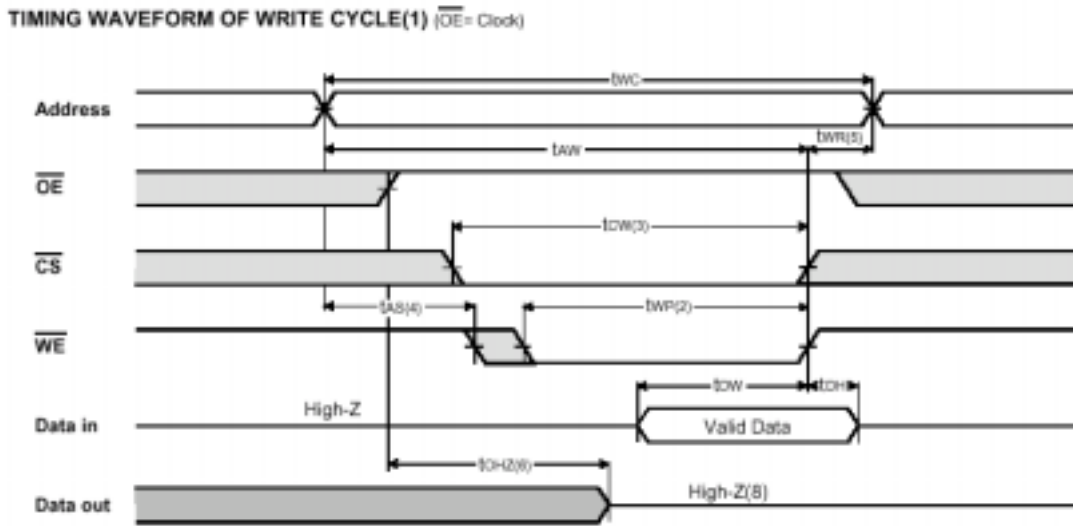 TIMING WAVEFORM OF WRITE CYCLE(1) (OE= Clock)
tWC
Address
tWR(5)
tAW
OE
tCW(3)
CS
tAS(4)
tWP(2)
WE
tDW
tDH
High-Z
Data in
Valid Data
tOHZ(6)
High-Z(8)
Data out